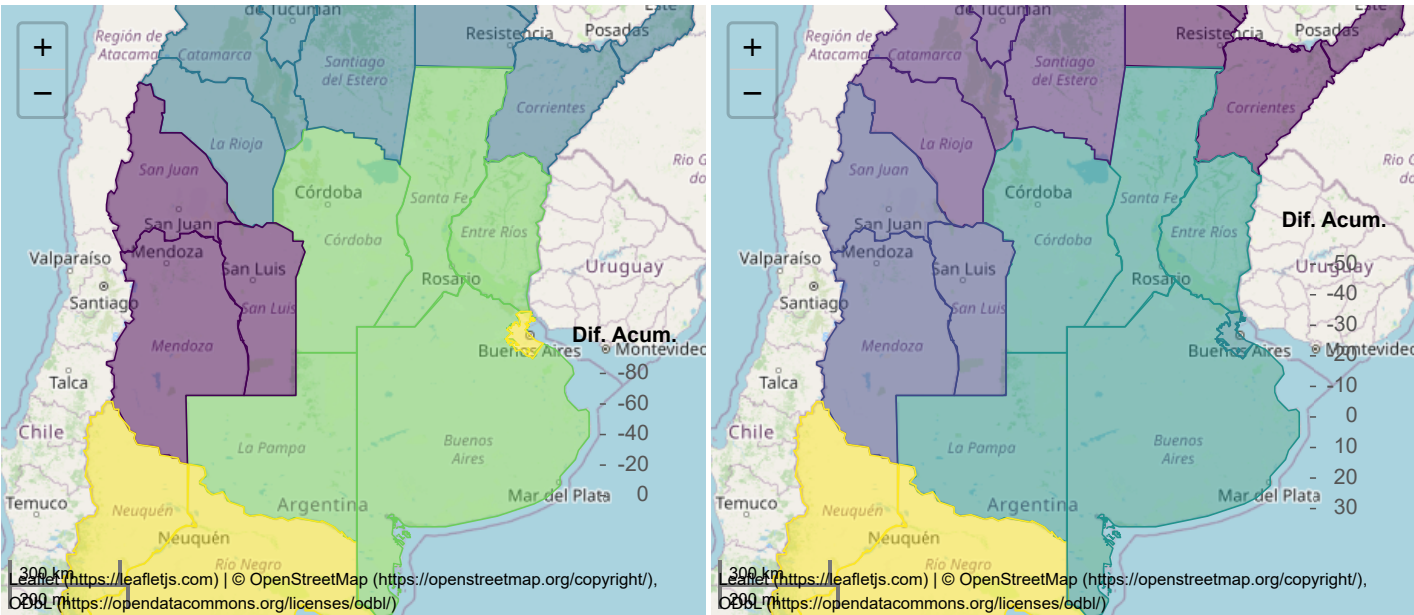 +
−
Región de
Atacama
Catamarca
de Tucumán
Santiago
del Estero
Resistencia
Posadas
Este
Corrientes
La Rioja
San Juan
San Juan
Córdoba
Córdoba
Santa Fe
Entre Ríos
Valparaíso
Mendoza
San Luis
San Luis
Rosario
Uruguay
Santiago
Mendoza
Buenos Aires
Montevideo
Dif. Acum.
- -80
- -60
- -40
- -20
- 0
Talca
Chile
La Pampa
Buenos
Aires
Temuco
Argentina
Mar del Plata
Neuquén
Neuquén
Río Negro
300 km
200 mi
Leaflet (https://leafletjs.com) | © OpenStreetMap (https://openstreetmap.org/copyright/),
ODbL (https://opendatacommons.org/licenses/odbl/)
+
−
Región de
Atacama
Catamarca
de Tucumán
Santiago
del Estero
Resistencia
Posadas
Este
Corrientes
La Rioja
San Juan
San Juan
Córdoba
Córdoba
Santa Fe
Entre Ríos
Valparaíso
Mendoza
San Luis
San Luis
Rosario
Uruguay
Santiago
Mendoza
Buenos Aires
Montevideo
Dif. Acum.
-50
- -40
- -30
-20
- -10
- 0
- 10
- 20
- 30
Talca
Chile
La Pampa
Buenos
Aires
Temuco
Argentina
Mar del Plata
Neuquén
Neuquén
Río Negro
300 km
200 mi
Leaflet (https://leafletjs.com) | © OpenStreetMap (https://openstreetmap.org/copyright/),
ODbL (https://opendatacommons.org/licenses/odbl/)